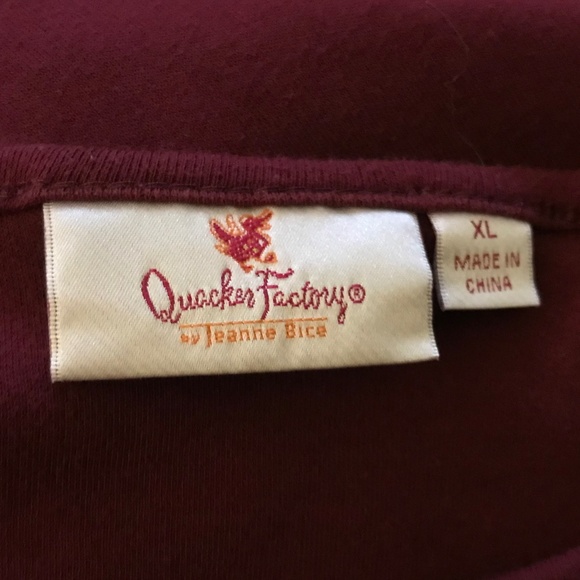 Quacker Factory®
by Jeanne Bice
XL
MADE IN
CHINA